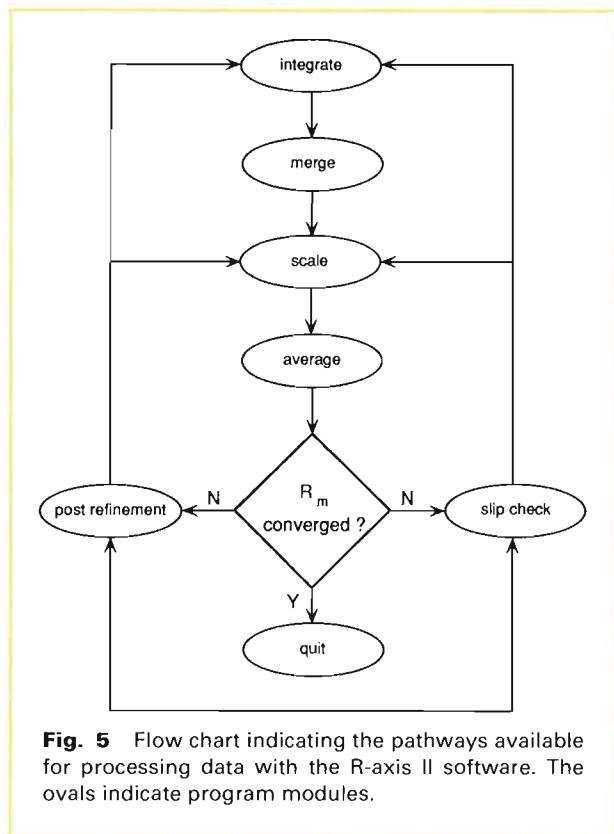 integrate
merge
scale
average
N
R m
N
post refinement
converged ?
slip check
Y
quit
Fig. 5 Flow chart indicating the pathways available
for processing data with the R-axis II software. The
ovals indicate program modules.